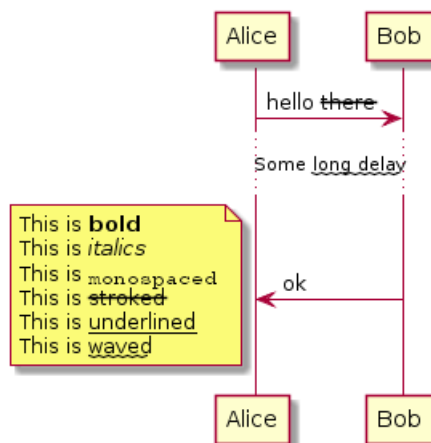 Alice Bob
hello there
Some long delay
This is bold
This is italics
This is monospaced
This is stroked
This is underlined
This is waved
ok
Alice Bob